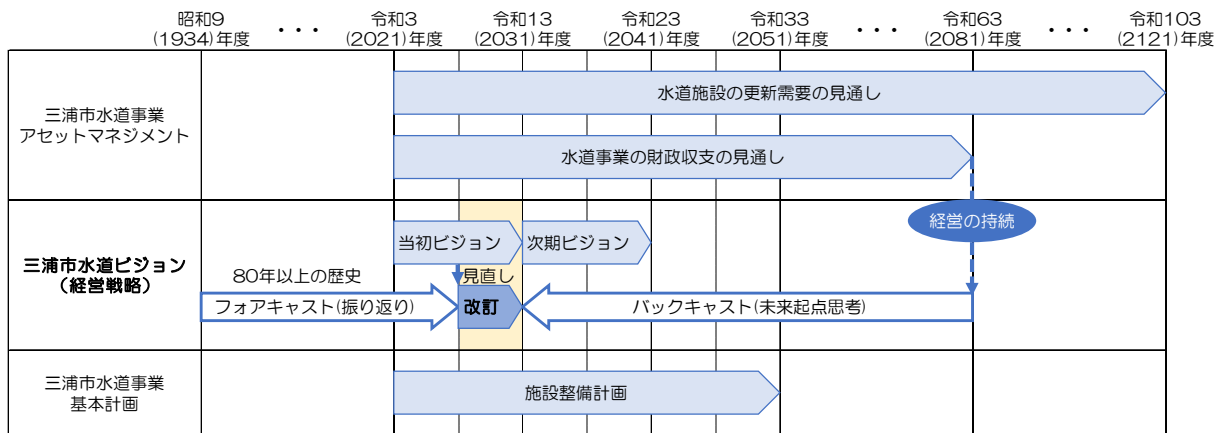 昭和9 令和3 令和13 令和23 令和33 令和63 令和103
(1934)年度 ・・・ (2021)年度 (2031)年度 (2041)年度 (2051)年度 ・・・ (2081)年度 ・・・ (2121)年度
三浦市水道事業
アセットマネジメント
水道施設の更新需要の見通し
水道事業の財政収支の見通し
経営の持続
三浦市水道ビジョン
（経営戦略）
当初ビジョン
次期ビジョン
80年以上の歴史
見直し
フォアキャスト(振り返り)
改訂
バックキャスト(未来起点思考)
三浦市水道事業
基本計画
施設整備計画